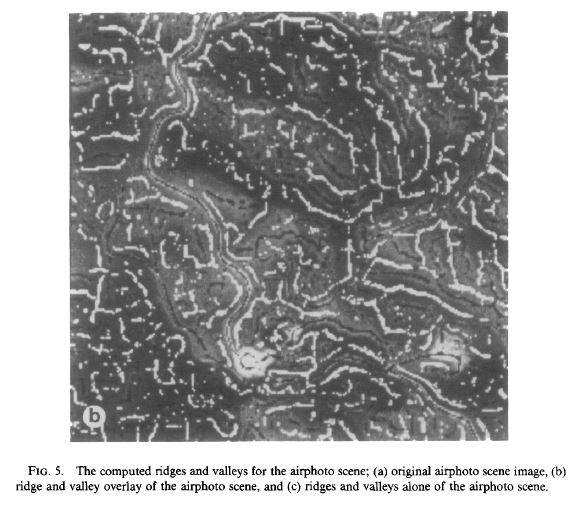 b
FIG. 5. The computed ridges and valleys for the airphoto scene; (a) original airphoto scene image, (b)
ridge and valley overlay of the airphoto scene, and (c) ridges and valleys alone of the airphoto scene.